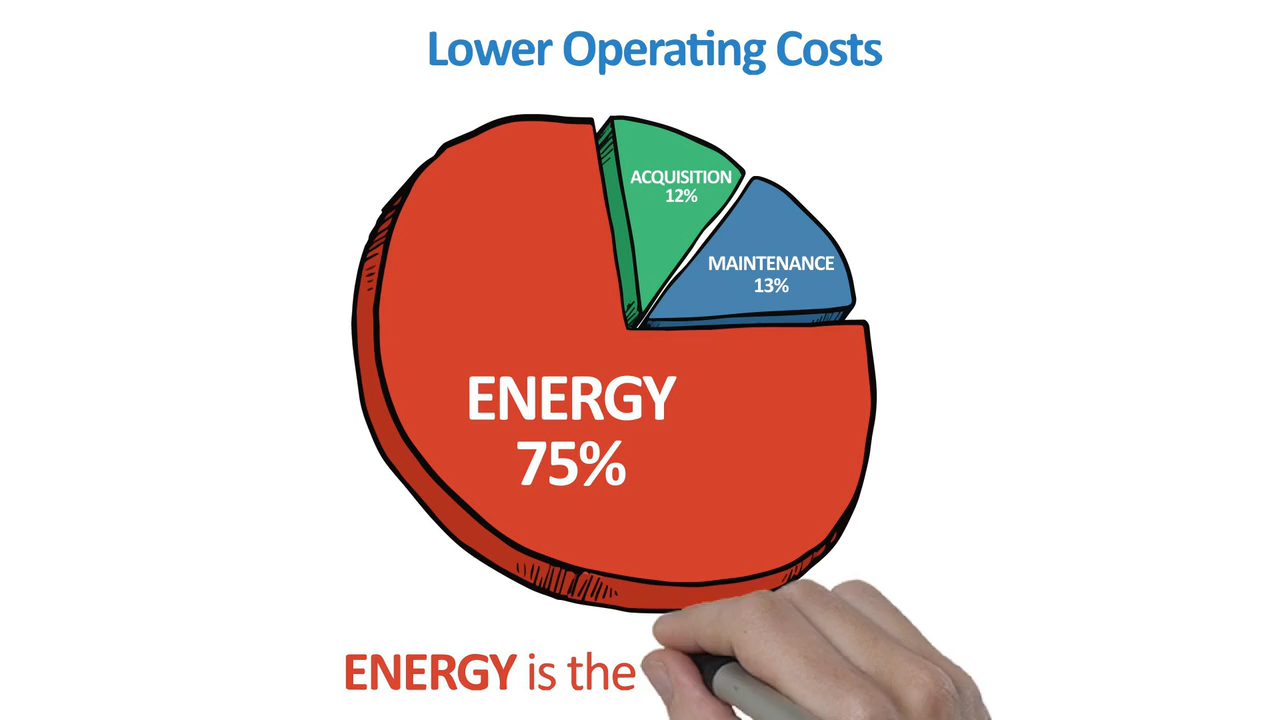 Lower Operating Costs
ACQUISITION
12%
MAINTENANCE
13%
ENERGY
75%
ENERGY is the